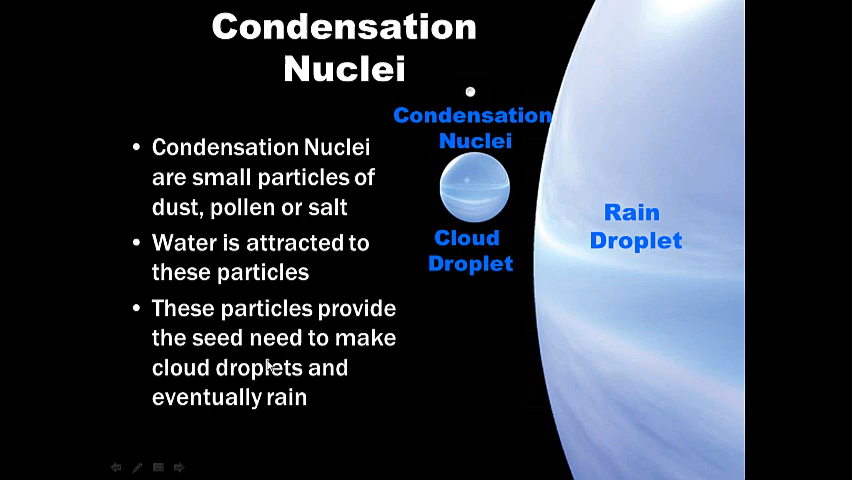 Condensation
Nuclei
• Condensation Nuclei
are small particles of
dust, pollen or salt
• Water is attracted to
these particles
• These particles provide
the seed need to make
cloud droplets and
eventually rain
Condensation
Nuclei
Cloud
Droplet
Rain
Droplet